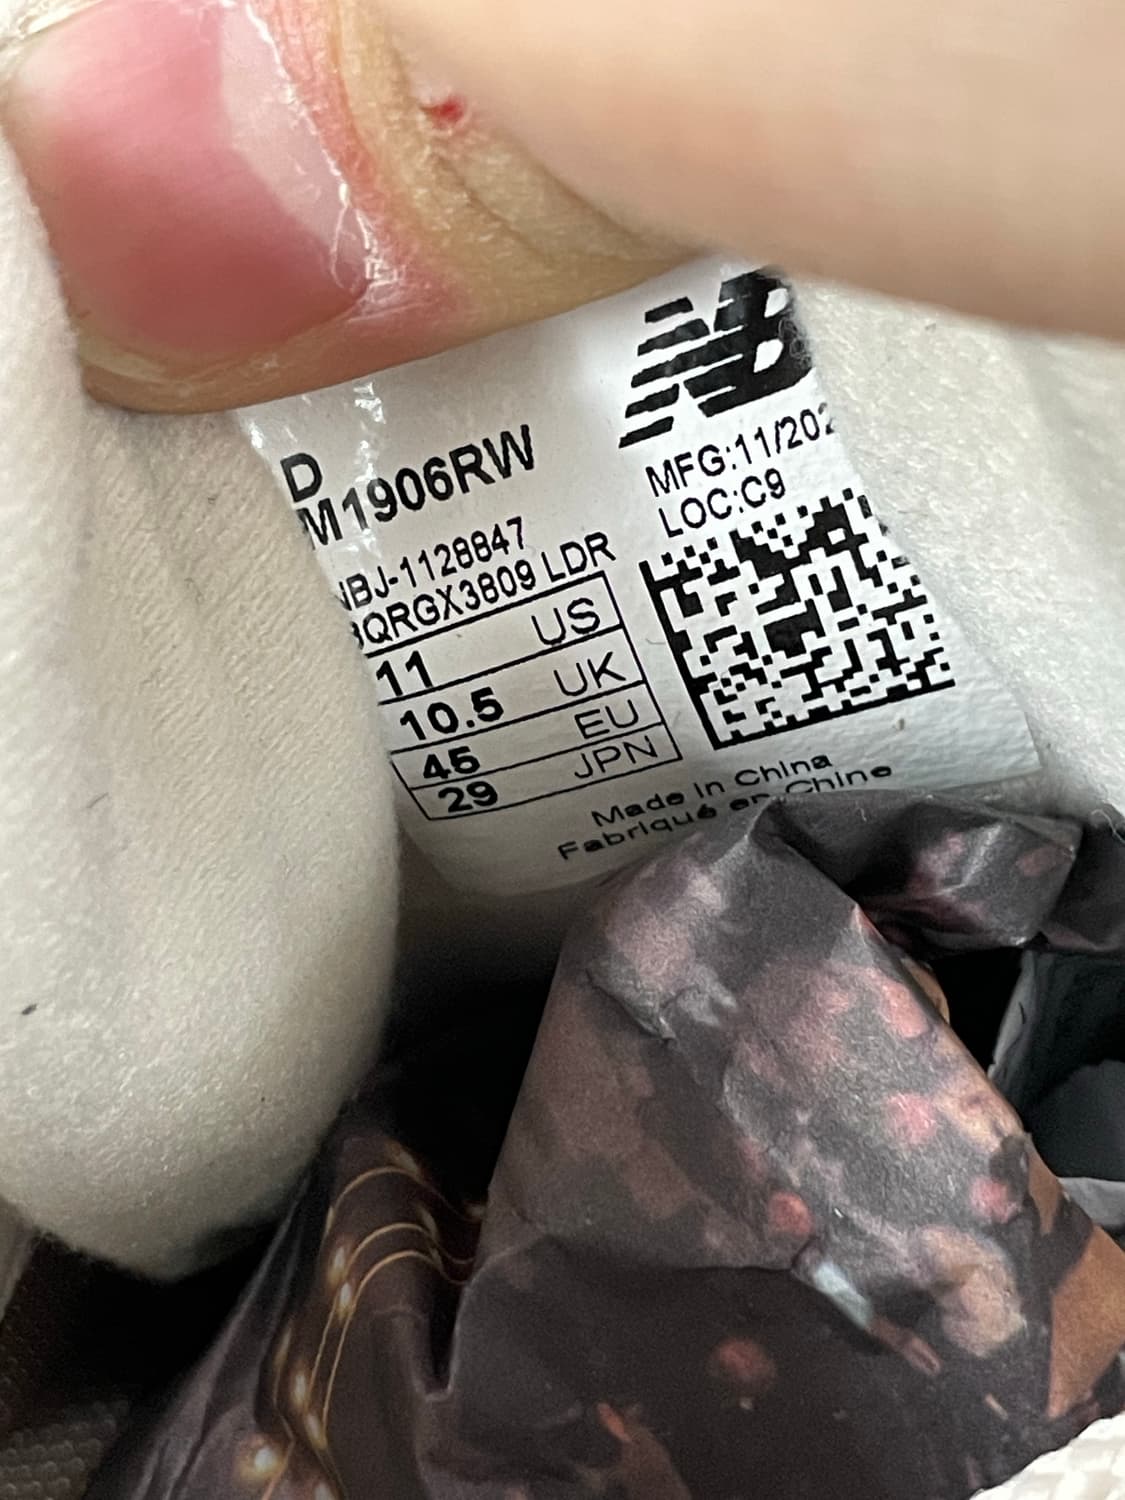 NB
MFG:11/202
LOC:C9
D
M1906RW
NBJ-1128847
BQRGX3809 LDR
11 US
10.5 UK
45 EU
29 JPN
Made in China
Fabriqué en Chine